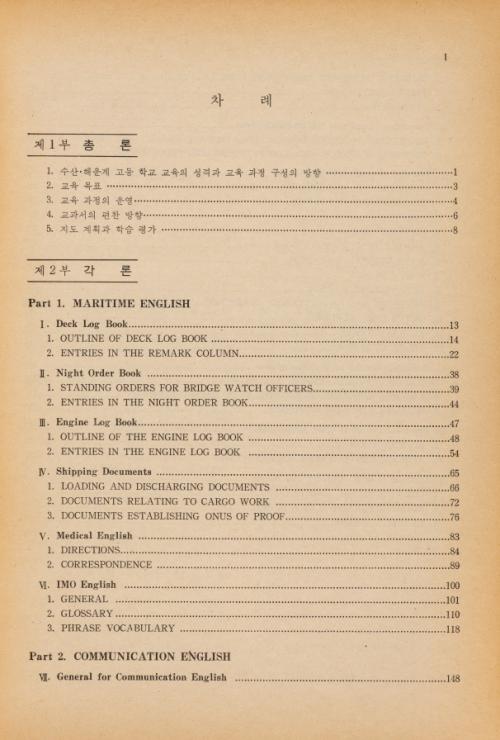 1
차 례
제1부 총 론
1. 수산·해운계 고등 학교 교육의 성격과 교육 과정 구성의 방향 ··········1
2. 교육 목표 ··········3
3. 교육 과정의 운영··········4
4. 교과서의 편찬 방향··········6
5. 지도 계획과 학습 평가 ··········8
제2부 각 론
Part 1. MARITIME ENGLISH
Ⅰ. Deck Log Book··········13
1. OUTLINE OF DECK LOG BOOK ··········14
2. ENTRIES IN THE REMARK COLUMN··········22
Ⅱ. Night Order Book ··········38
1. STANDING ORDERS FOR BRIDGE WATCH OFFICERS··········39
2. ENTRIES IN THE NIGHT ORDER BOOK··········44
Ⅲ. Engine Log Book··········47
1. OUTLINE OF THE ENGINE LOG BOOK ··········48
2. ENTRIES IN THE ENGINE LOG BOOK ··········54
Ⅳ. Shipping Documents ··········65
1. LOADING AND DISCHARGING DOCUMENTS ··········66
2. DOCUMENTS RELATING TO CARGO WORK ··········72
3. DOCUMENTS ESTABLISHING ONUS OF PROOF··········76
Ⅴ. Medical English ··········83
1. DIRECTIONS··········84
2. CORRESPONDENCE ··········89
Ⅵ. IMO English ··········100
1. GENERAL ··········101
2. GLOSSARY··········110
3. PHRASE VOCABULARY ··········118
Part 2. COMMUNICATION ENGLISH
Ⅶ. General for Communication English ··········148